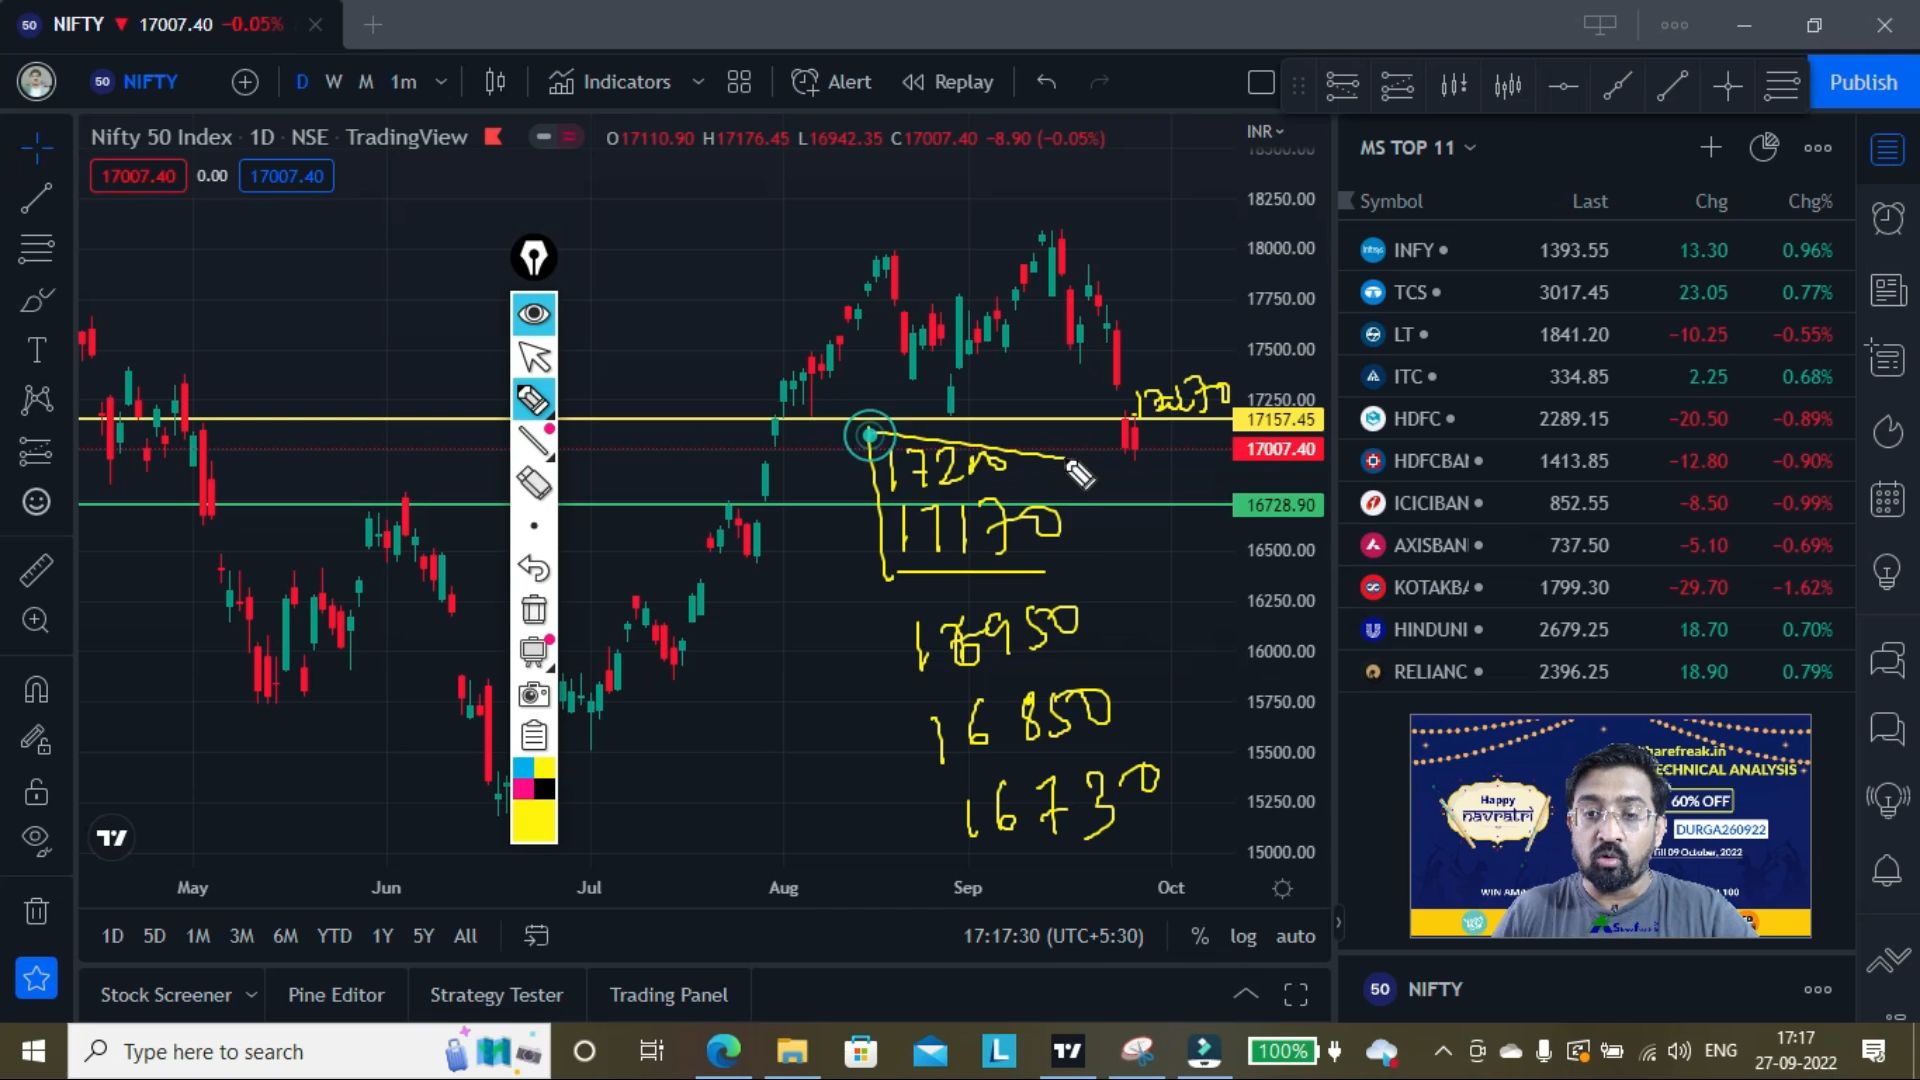 50 NIFTY 17007.40 −0.05%
50 NIFTY D W M 1m Indicators Alert Replay Publish
Nifty 50 Index · 1D · NSE · TradingView O17110.90 H17176.45 L16942.35 C17007.40 −8.90 (−0.05%)
17007.40 0.00 17007.40
INR
18250.00
18000.00
17750.00
17500.00
17250.00
17157.45
17007.40
16728.90
16500.00
16250.00
16000.00
15750.00
15500.00
15250.00
15000.00
17200
17170
16950
16850
16730
May Jun Jul Aug Sep Oct
1D 5D 1M 3M 6M YTD 1Y 5Y All 17:17:30 (UTC+5:30) % log auto
Stock Screener Pine Editor Strategy Tester Trading Panel
MS TOP 11
Symbol Last Chg Chg%
INFY 1393.55 13.30 0.96%
TCS 3017.45 23.05 0.77%
LT 1841.20 −10.25 −0.55%
ITC 334.85 2.25 0.68%
HDFC 2289.15 −20.50 −0.89%
HDFCBAI 1413.85 −12.80 −0.90%
ICICIBAN 852.55 −8.50 −0.99%
AXISBAN 737.50 −5.10 −0.69%
KOTAKBA 1799.30 −29.70 −1.62%
HINDUNI 2679.25 18.70 0.70%
RELIANC 2396.25 18.90 0.79%
harefreak.in
ECHNICAL ANALYSIS
Happy
नavratri
60% OFF
DURGA260922
Till 09 October, 2022
50 NIFTY
Type here to search
100%
ENG
17:17
27-09-2022